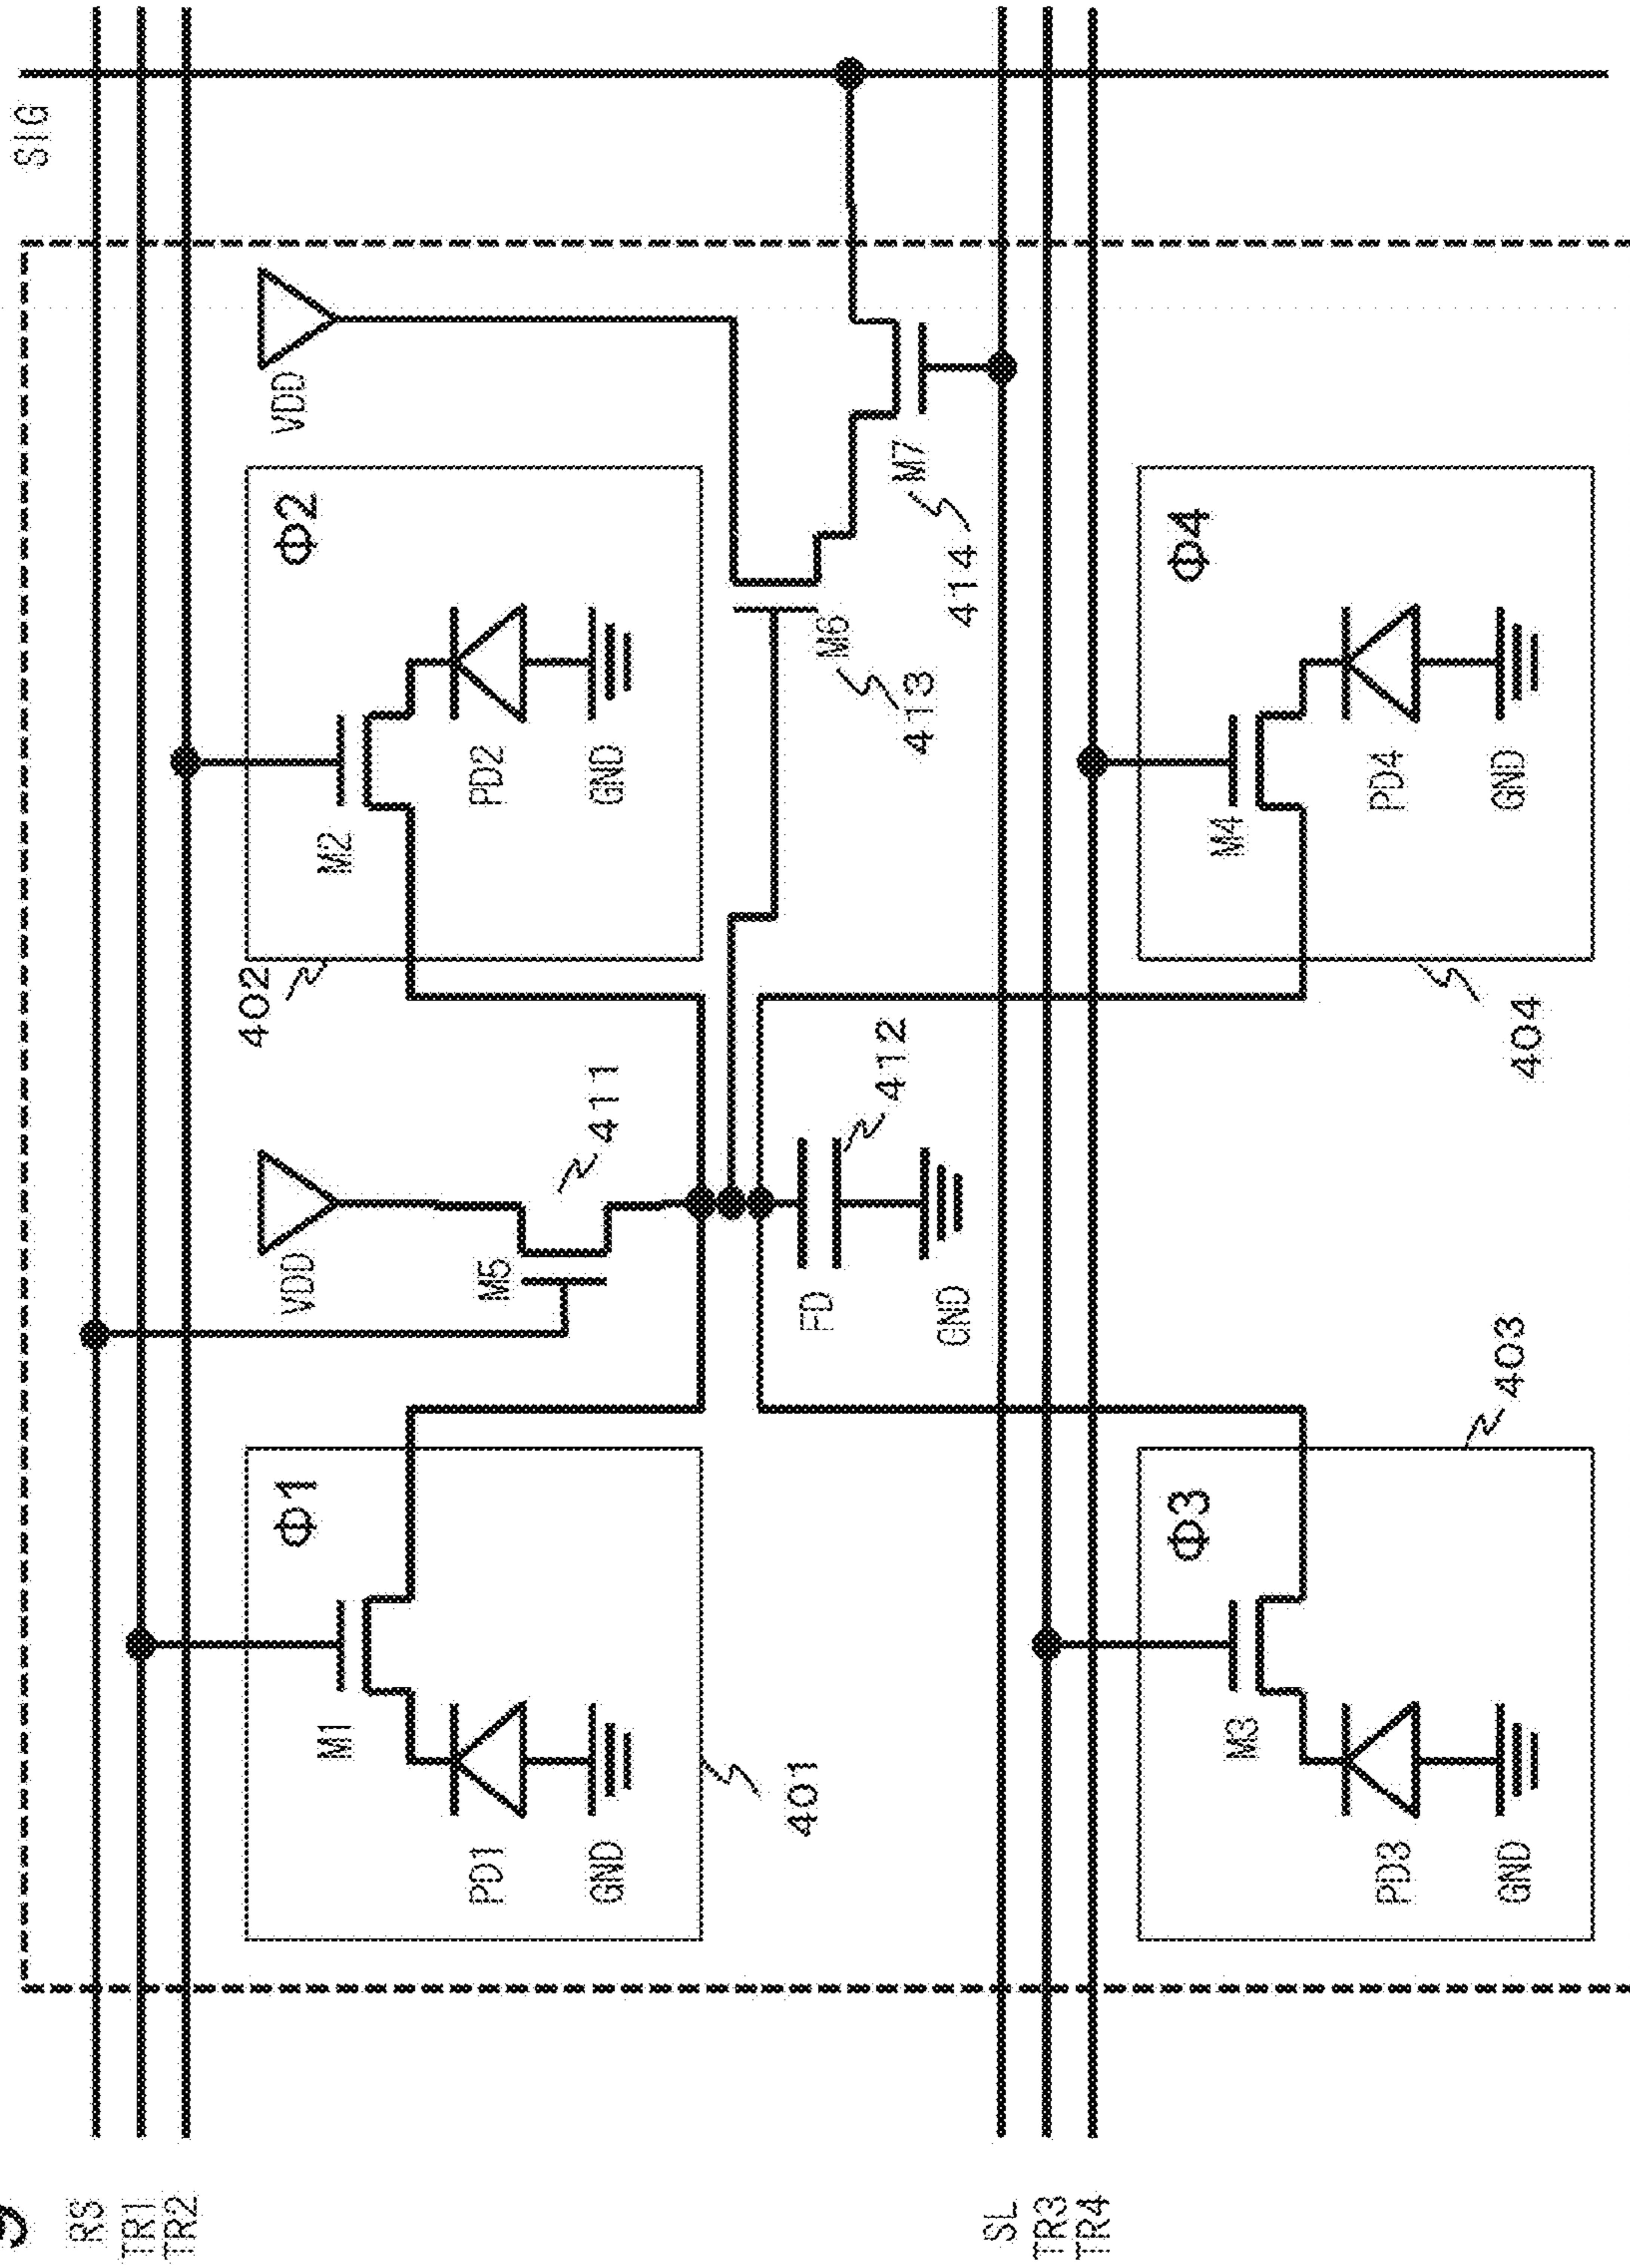 SIG
RS
TR1
TR2
VDD
VDD
Φ1
Φ2
M1
M2
M5
402
411
PD1
PD2
GND
GND
401
M6
413
M7
414
FD
412
GND
SL
TR3
TR4
Φ3
Φ4
M3
M4
PD3
PD4
GND
GND
403
404